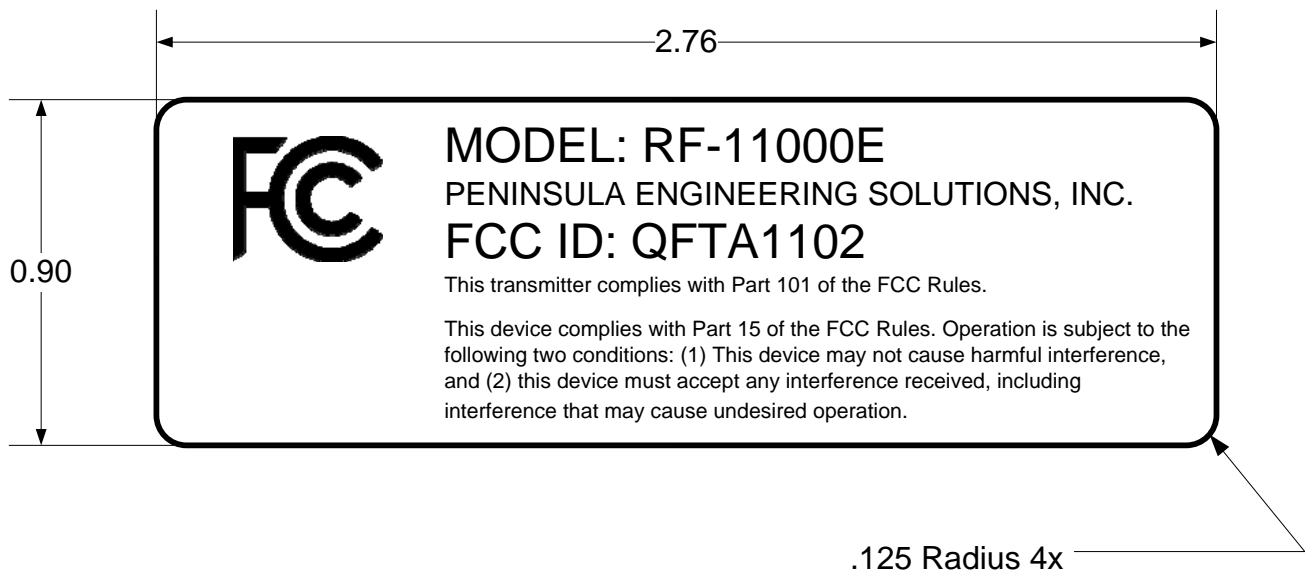 2.76
0.90
FCC
MODEL: RF-11000E
PENINSULA ENGINEERING SOLUTIONS, INC.
FCC ID: QFTA1102
This transmitter complies with Part 101 of the FCC Rules.
This device complies with Part 15 of the FCC Rules. Operation is subject to the
following two conditions: (1) This device may not cause harmful interference,
and (2) this device must accept any interference received, including
interference that may cause undesired operation.
.125 Radius 4x